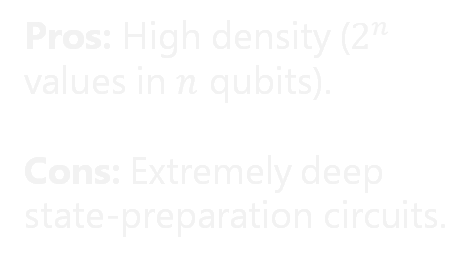 Pros: High density (2ⁿ
values in n qubits).
Cons: Extremely deep
state-preparation circuits.